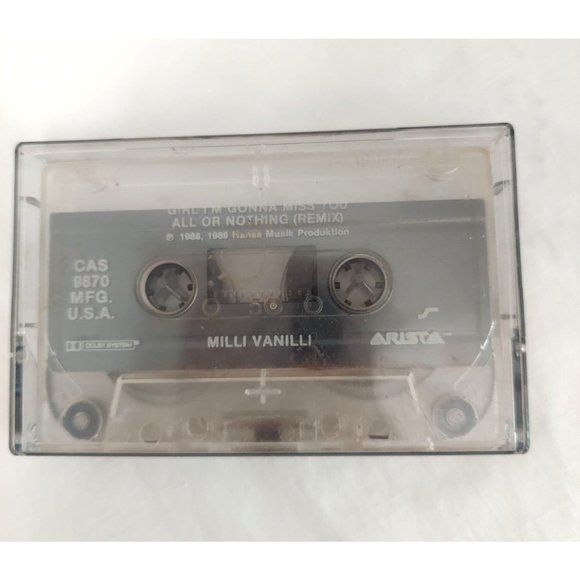 GIRL I'M GONNA MISS YOU
ALL OR NOTHING (REMIX)
℗ 1988, 1989 Hansa Musik Produktion
CAS
9870
MFG.
U.S.A.
DOLBY SYSTEM
MILLI VANILLI
ARISTA